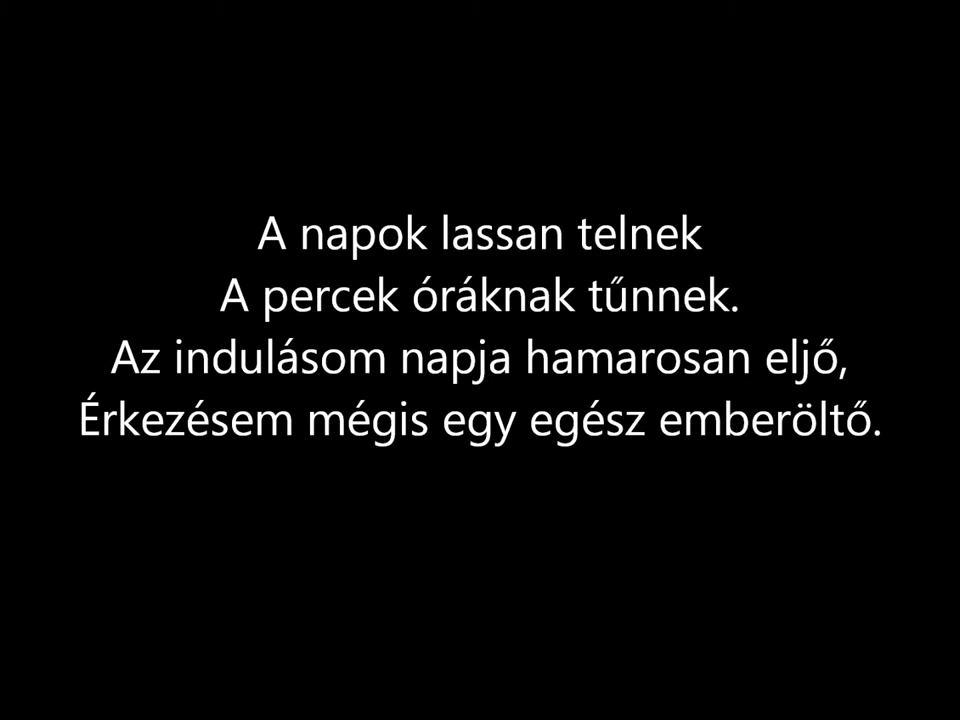 A napok lassan telnek
A percek óráknak tűnnek.
Az indulásom napja hamarosan eljő,
Érkezésem mégis egy egész emberöltő.